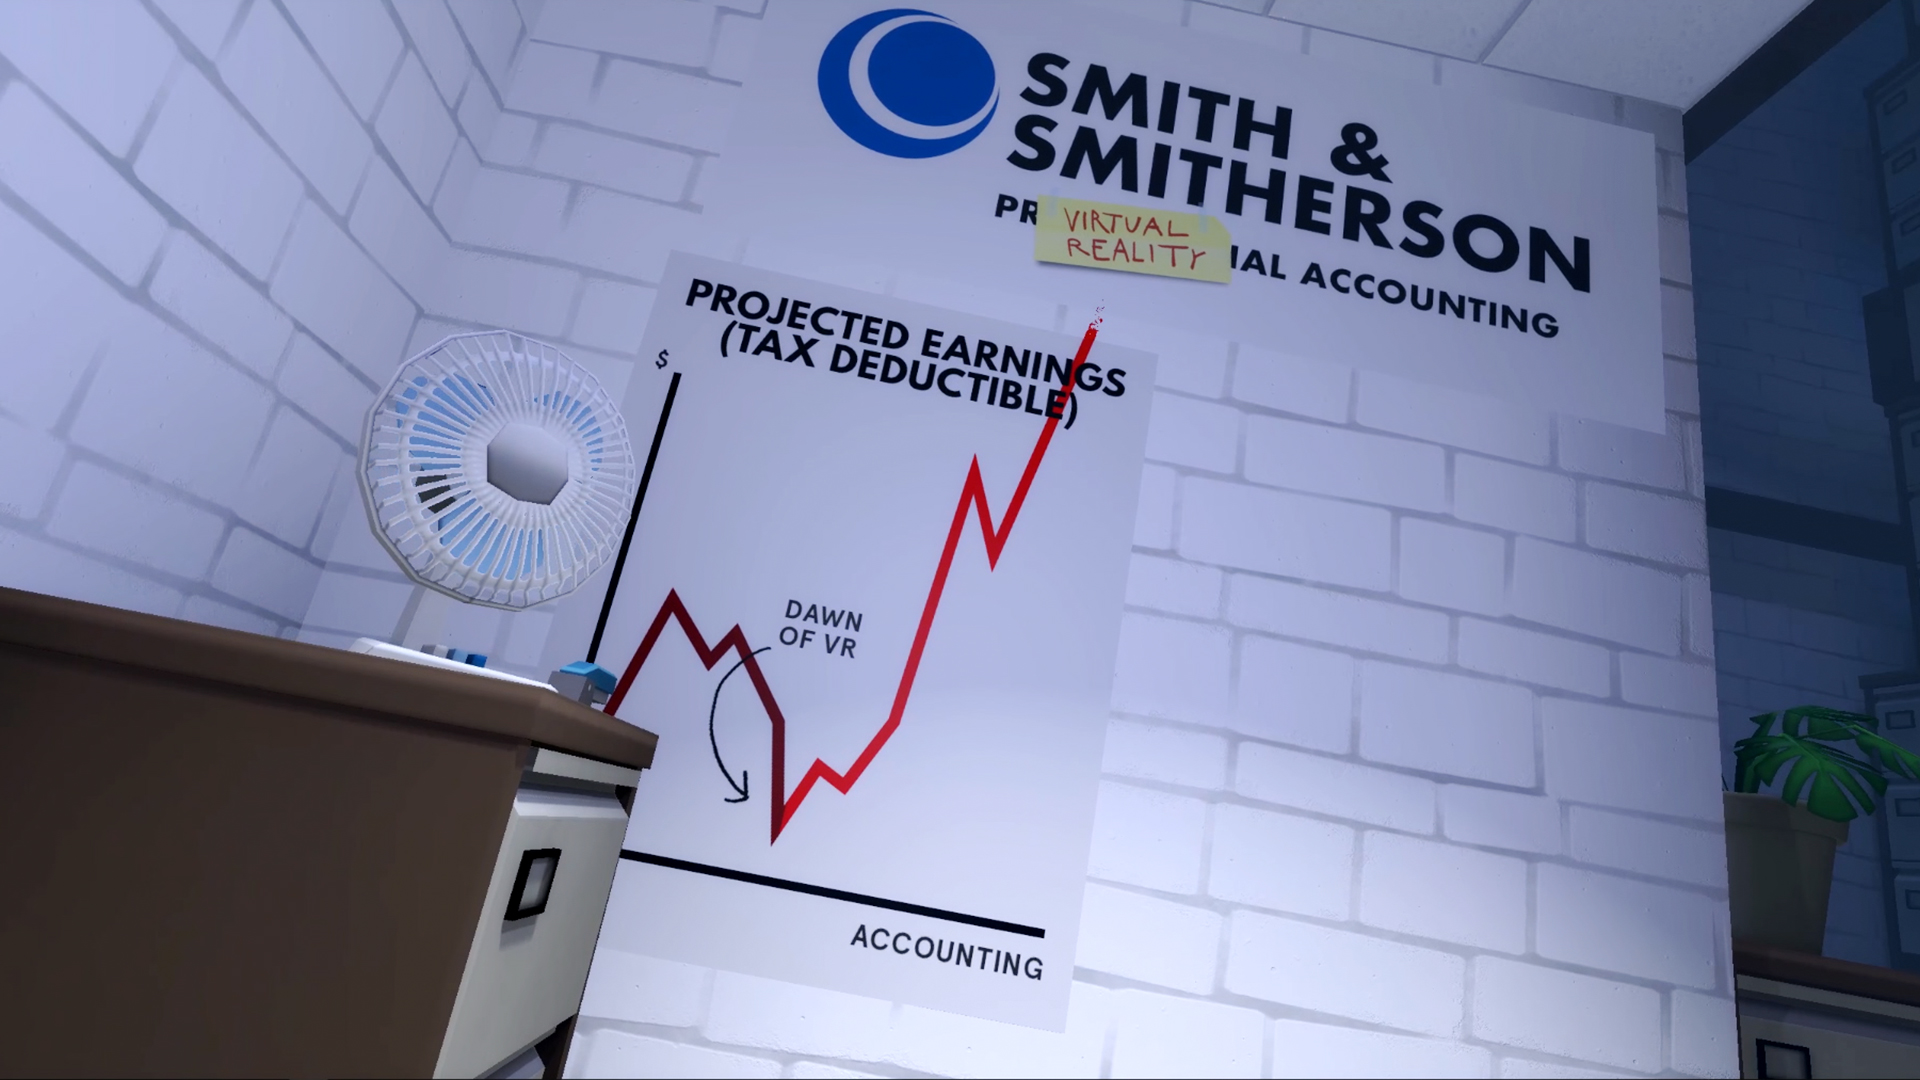 SMITH &
SMITHERSON
PR VIRTUAL REALITY IAL ACCOUNTING
PROJECTED EARNINGS
(TAX DEDUCTIBLE)
$
DAWN
OF VR
ACCOUNTING